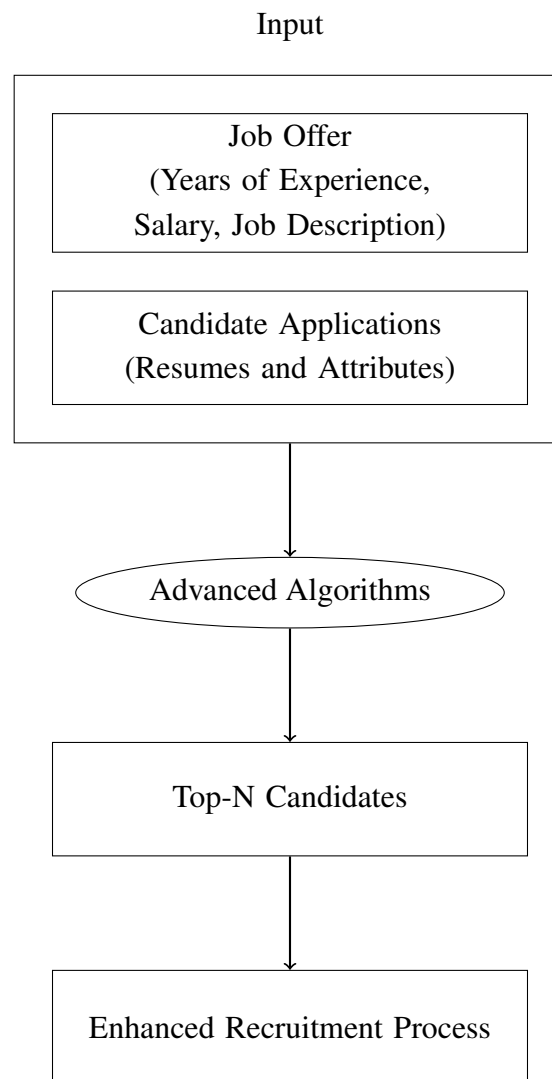 Input
Job Offer
(Years of Experience,
Salary, Job Description)
Candidate Applications
(Resumes and Attributes)
Advanced Algorithms
Top-N Candidates
Enhanced Recruitment Process